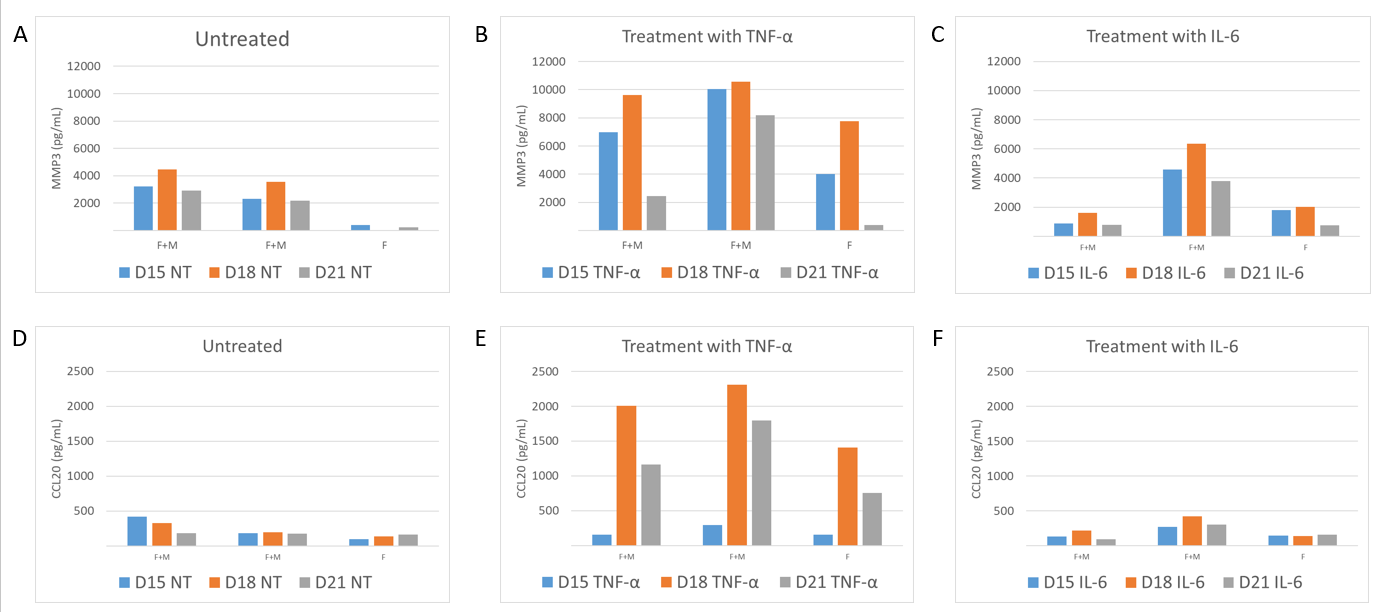 A
Untreated
12000
10000
8000
6000
4000
2000
MMP3 (pg/mL)
F+M
F+M
F
D15 NT D18 NT D21 NT
B
Treatment with TNF-α
12000
10000
8000
6000
4000
2000
MMP3 (pg/mL)
F+M
F+M
F
D15 TNF-α D18 TNF-α D21 TNF-α
C
Treatment with IL-6
12000
10000
8000
6000
4000
2000
MMP3 (pg/mL)
F+M
F+M
F
D15 IL-6 D18 IL-6 D21 IL-6
D
Untreated
2500
2000
1500
1000
500
CCL20 (pg/mL)
F+M
F+M
F
D15 NT D18 NT D21 NT
E
Treatment with TNF-α
2500
2000
1500
1000
500
CCL20 (pg/mL)
F+M
F+M
F
D15 TNF-α D18 TNF-α D21 TNF-α
F
Treatment with IL-6
2500
2000
1500
1000
500
CCL20 (pg/mL)
F+M
F+M
F
D15 IL-6 D18 IL-6 D21 IL-6